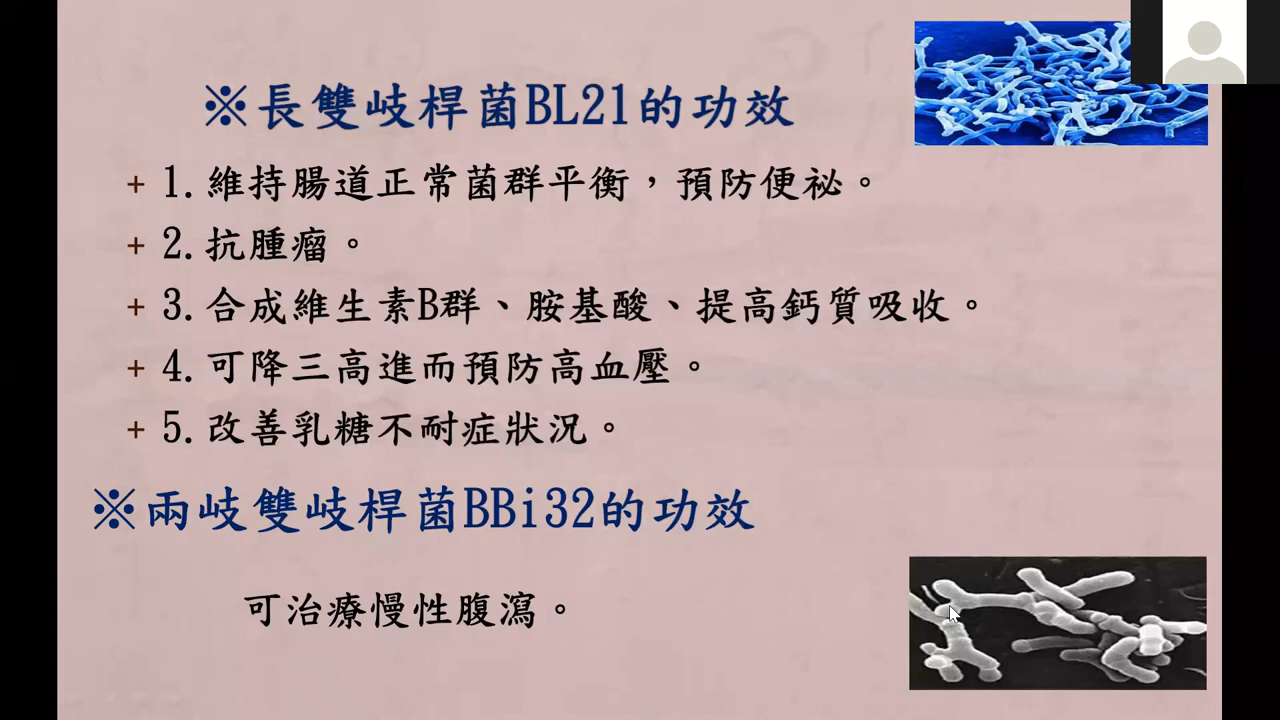 ※長雙岐桿菌BL21的功效
+ 1.維持腸道正常菌群平衡，預防便祕。
+ 2.抗腫瘤。
+ 3.合成維生素B群、胺基酸、提高鈣質吸收。
+ 4.可降三高進而預防高血壓。
+ 5.改善乳糖不耐症狀況。
※兩岐雙岐桿菌BBi32的功效
可治療慢性腹瀉。